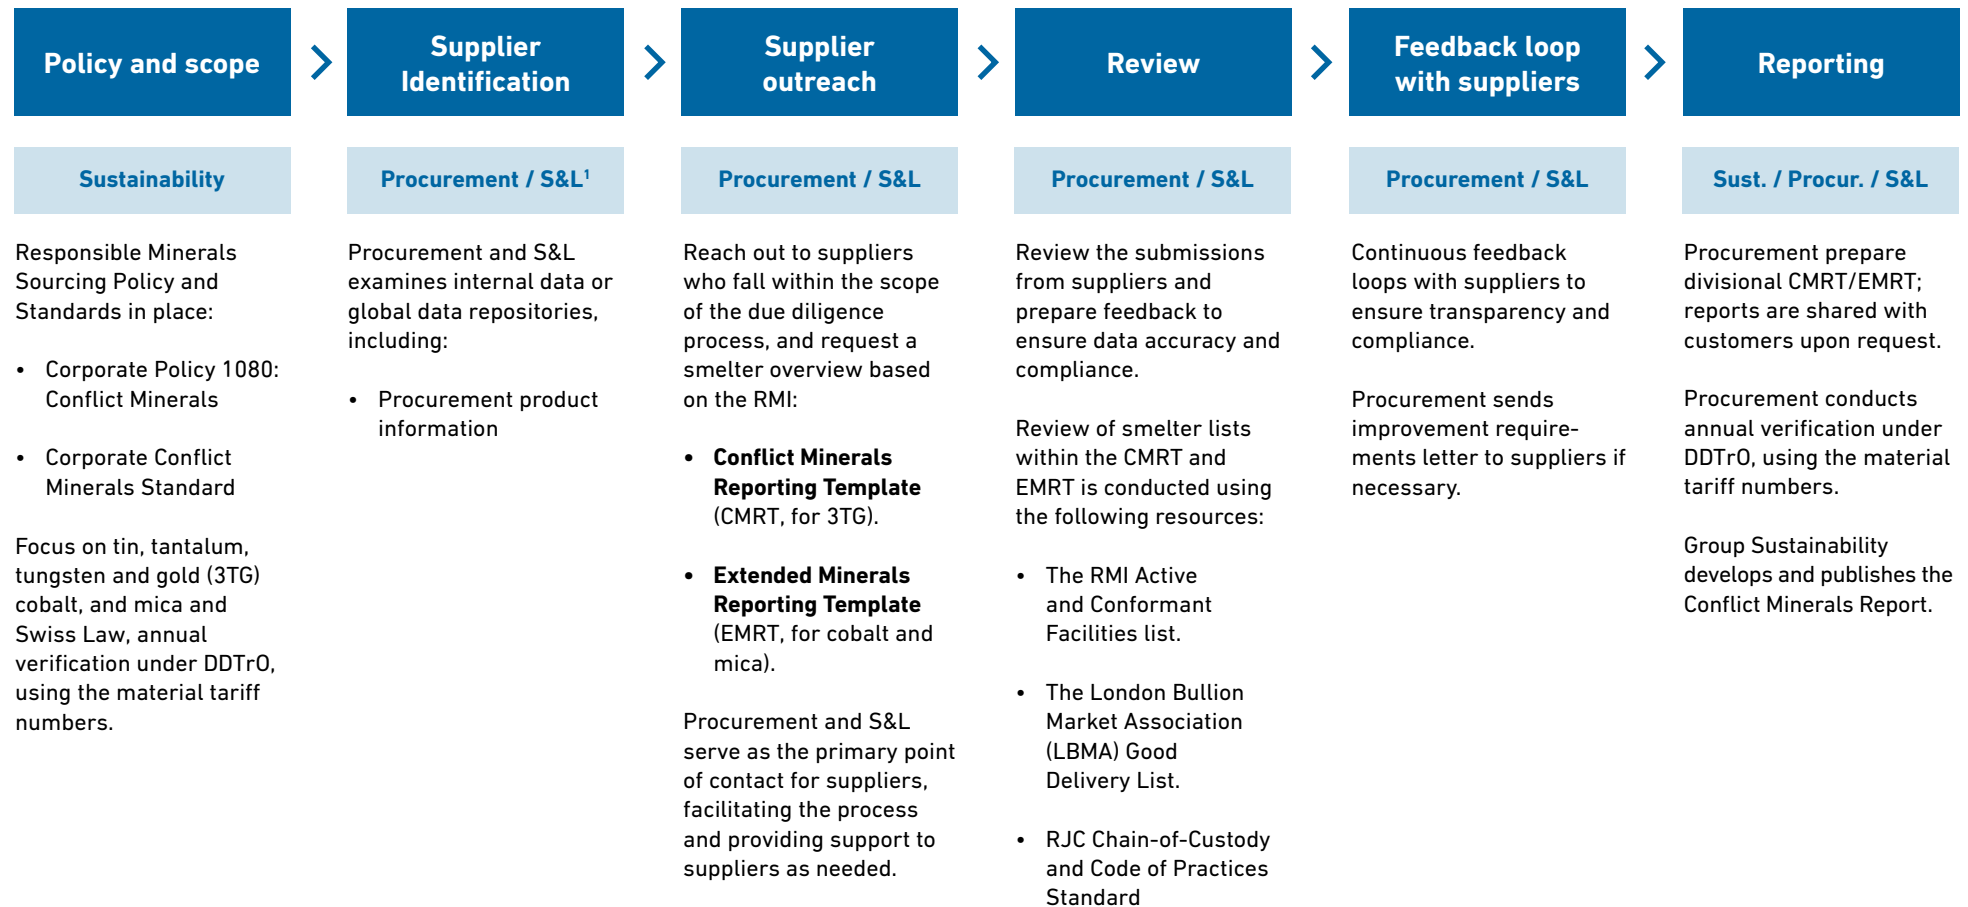 Policy and scope
Supplier
Identification
Supplier
outreach
Review
Feedback loop
with suppliers
Reporting
Sustainability
Procurement / S&L¹
Procurement / S&L
Procurement / S&L
Procurement / S&L
Sust. / Procur. / S&L
Responsible Minerals
Sourcing Policy and
Standards in place:
• Corporate Policy 1080:
Conflict Minerals
• Corporate Conflict
Minerals Standard
Focus on tin, tantalum,
tungsten and gold (3TG)
cobalt, and mica and
Swiss Law, annual
verification under DDTrO,
using the material tariff
numbers.
Procurement and S&L
examines internal data or
global data repositories,
including:
• Procurement product
information
Reach out to suppliers
who fall within the scope
of the due diligence
process, and request a
smelter overview based
on the RMI:
• Conflict Minerals
Reporting Template
(CMRT, for 3TG).
• Extended Minerals
Reporting Template
(EMRT, for cobalt and
mica).
Procurement and S&L
serve as the primary point
of contact for suppliers,
facilitating the process
and providing support to
suppliers as needed.
Review the submissions
from suppliers and
prepare feedback to
ensure data accuracy and
compliance.
Review of smelter lists
within the CMRT and
EMRT is conducted using
the following resources:
• The RMI Active
and Conformant
Facilities list.
• The London Bullion
Market Association
(LBMA) Good
Delivery List.
• RJC Chain-of-Custody
and Code of Practices
Standard
Continuous feedback
loops with suppliers to
ensure transparency and
compliance.
Procurement sends
improvement require-
ments letter to suppliers if
necessary.
Procurement prepare
divisional CMRT/EMRT;
reports are shared with
customers upon request.
Procurement conducts
annual verification under
DDTrO, using the material
tariff numbers.
Group Sustainability
develops and publishes the
Conflict Minerals Report.